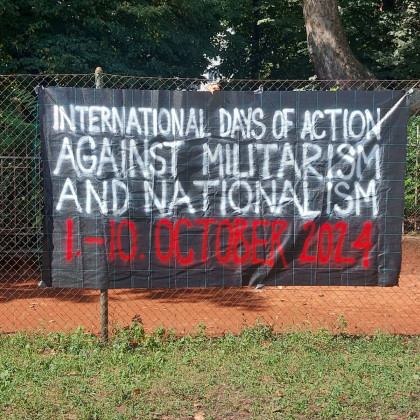 INTERNATIONAL DAYS OF ACTION
AGAINST MILITARISM
AND NATIONALISM
1.-10. OCTOBER 2024